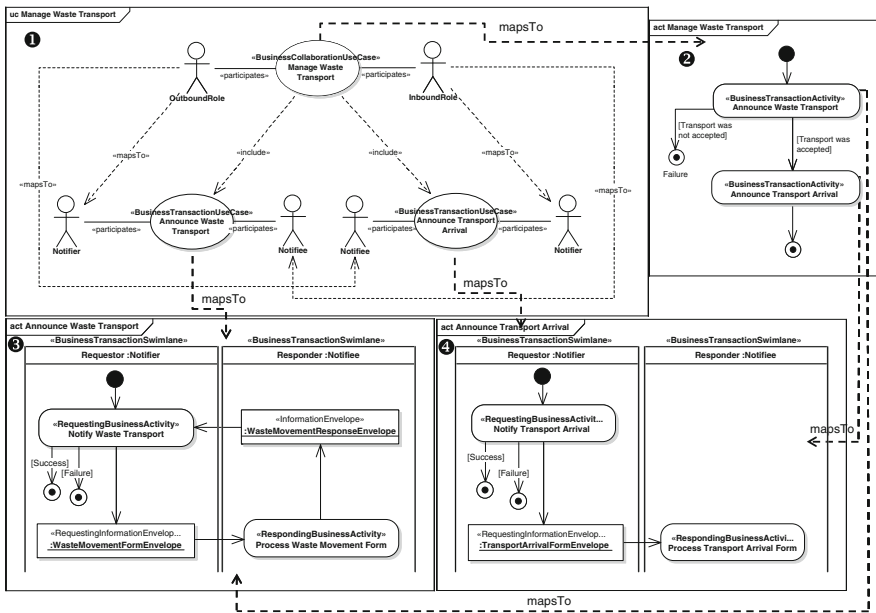 uc Manage Waste Transport
1
«BusinessCollaborationUseCase»
Manage Waste
Transport
«participates»
«participates»
OutboundRole
InboundRole
mapsTo
«mapsTo»
«include»
«include»
«mapsTo»
«mapsTo»
«mapsTo»
«BusinessTransactionUseCase»
Announce Waste
Transport
«participates»
«participates»
Notifier
Notifiee
«BusinessTransactionUseCase»
Announce Transport
Arrival
«participates»
«participates»
Notifiee
Notifier
mapsTo
mapsTo
act Manage Waste Transport
2
«BusinessTransactionActivity»
Announce Waste Transport
[Transport was
not accepted]
[Transport was
accepted]
Failure
«BusinessTransactionActivity»
Announce Transport Arrival
act Announce Waste Transport
3
«BusinessTransactionSwimlane»
Requestor :Notifier
«BusinessTransactionSwimlane»
Responder :Notifiee
«RequestingBusinessActivity»
Notify Waste Transport
[Success]
[Failure]
«InformationEnvelope»
:WasteMovementResponseEnvelope
«RequestingInformationEnvelop...
:WasteMovementFormEnvelope
«RespondingBusinessActivity»
Process Waste Movement Form
act Announce Transport Arrival
4
«BusinessTransactionSwimlane»
Requestor :Notifier
«BusinessTransactionSwimlane»
Responder :Notifiee
«RequestingBusinessActivit...
Notify Transport Arrival
[Success]
[Failure]
«RequestingInformationEnvelop...
:TransportArrivalFormEnvelope
«RespondingBusinessActivi...
Process Transport Arrival Form
mapsTo
mapsTo